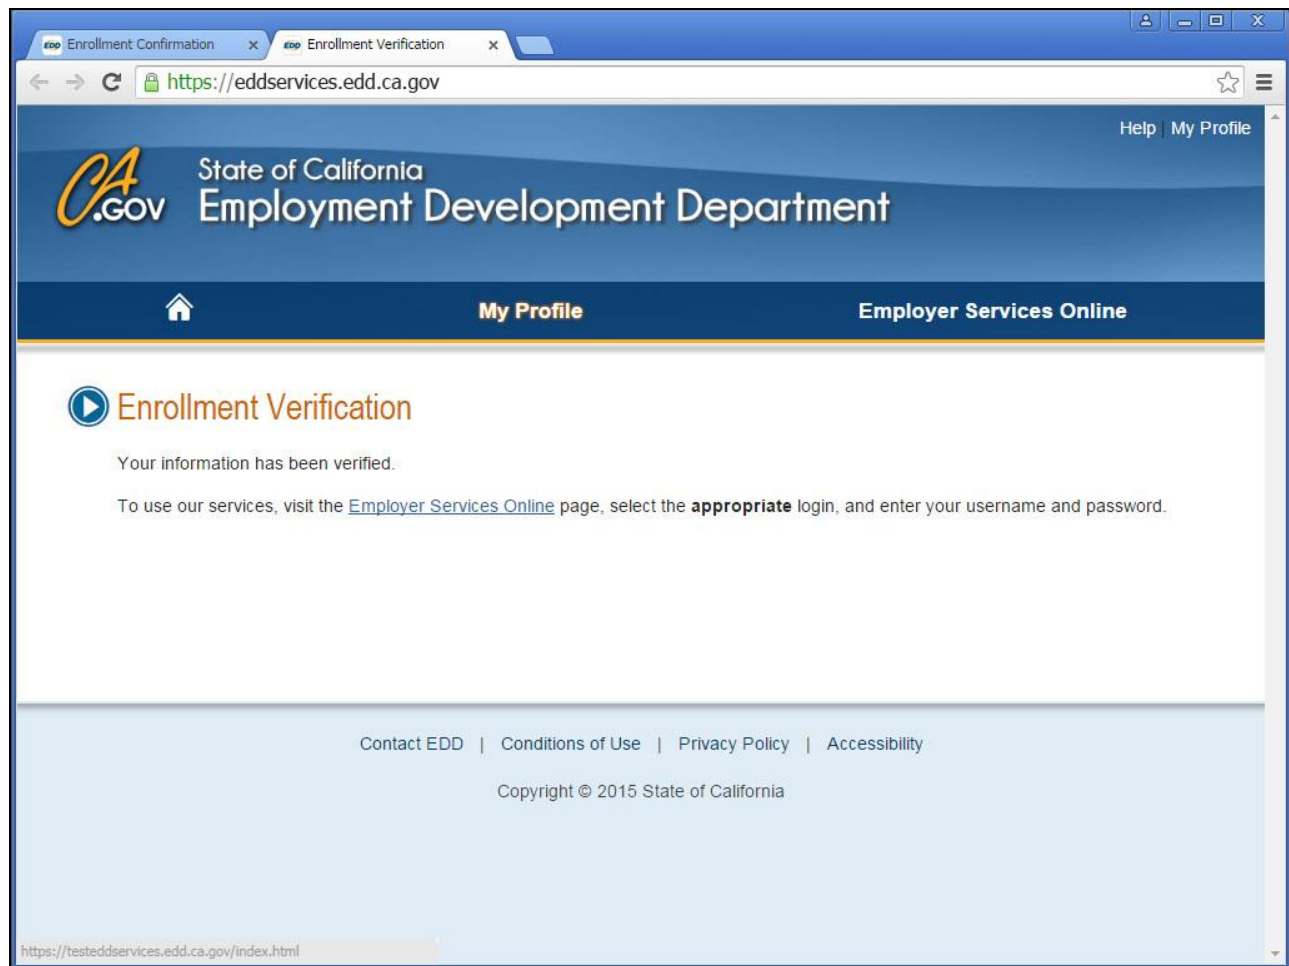 Enrollment Confirmation
EDD Enrollment Verification
https://eddservices.edd.ca.gov
Help | My Profile
CA.GOV
State of California
Employment Development Department
My Profile
Employer Services Online
Enrollment Verification
Your information has been verified.
To use our services, visit the Employer Services Online page, select the appropriate login, and enter your username and password.
Contact EDD | Conditions of Use | Privacy Policy | Accessibility
Copyright © 2015 State of California
https://testeddservices.edd.ca.gov/index.html